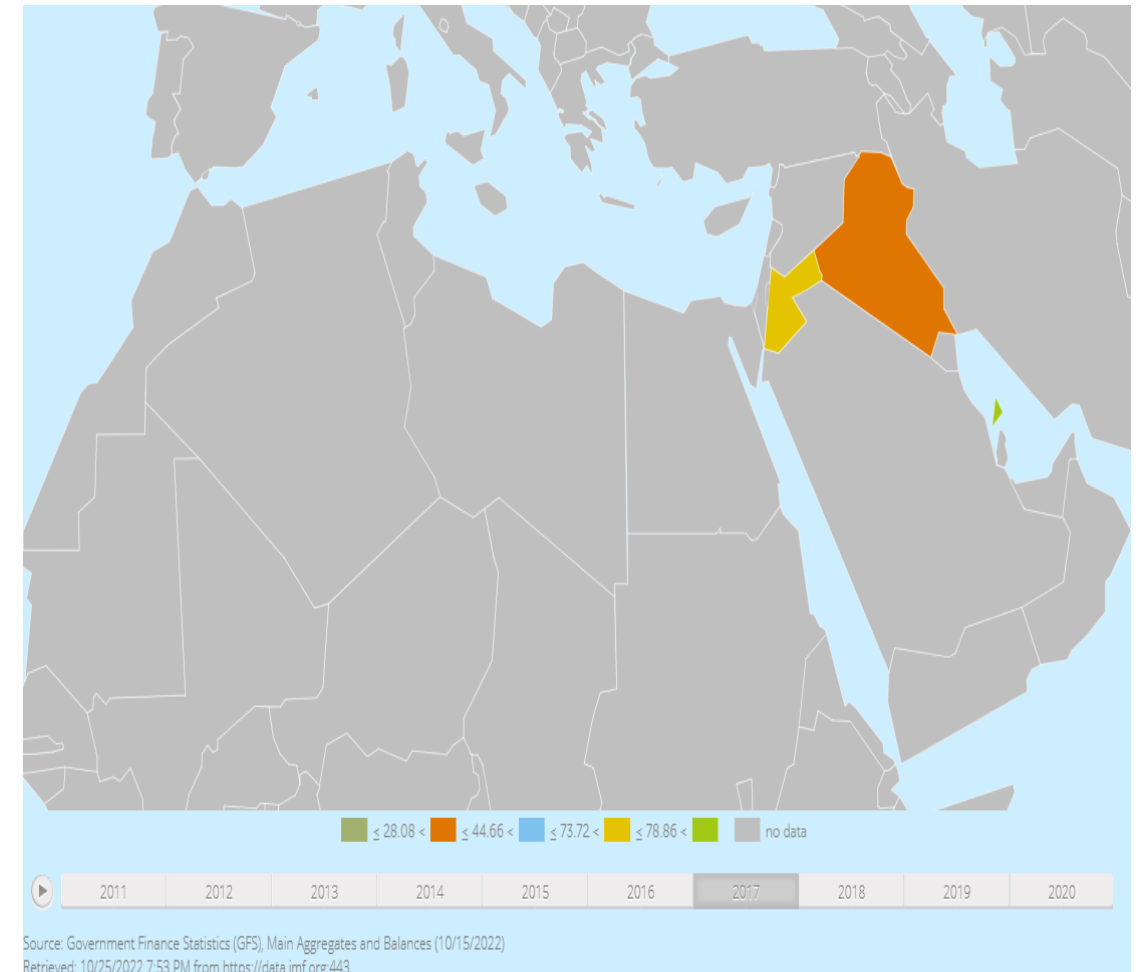 ≤ 28.08 < ≤ 44.66 < ≤ 73.72 < ≤ 78.86 < no data
2011 2012 2013 2014 2015 2016 2017 2018 2019 2020
Source: Government Finance Statistics (GFS), Main Aggregates and Balances (10/15/2022)
Retrieved: 10/25/2022 7:53 PM from https://data.imf.org:443